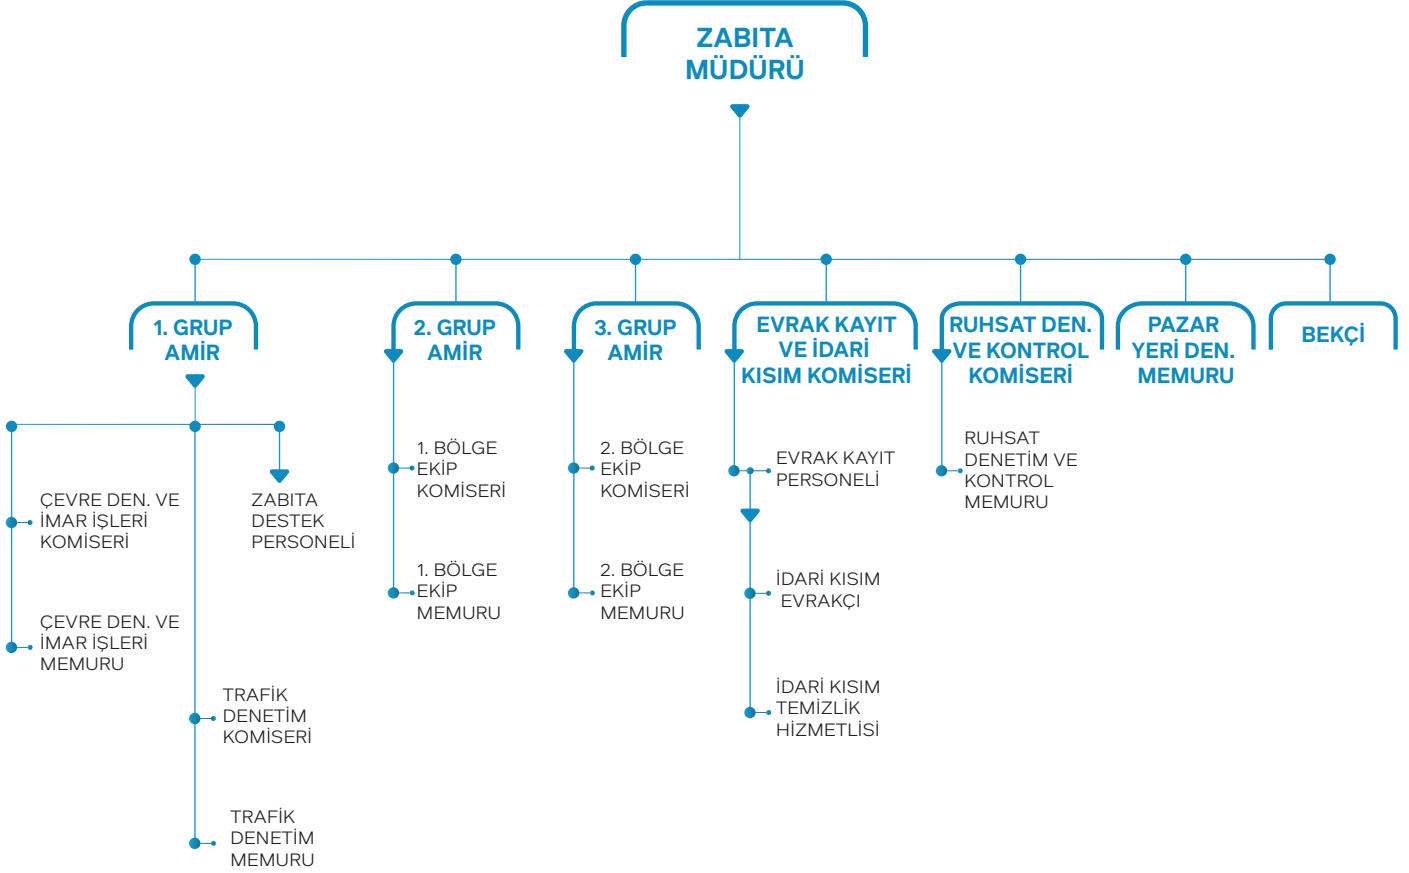 ZABITA
MÜDÜRÜ
1. GRUP
AMİR
2. GRUP
AMİR
3. GRUP
AMİR
EVRAK KAYIT
VE İDARİ
KISIM KOMİSERİ
RUHSAT DEN.
VE KONTROL
KOMİSERİ
PAZAR
YERİ DEN.
MEMURU
BEKÇİ
ÇEVRE DEN. VE
İMAR İŞLERİ
KOMİSERİ
ÇEVRE DEN. VE
İMAR İŞLERİ
MEMURU
TRAFİK
DENETİM
KOMİSERİ
TRAFİK
DENETİM
MEMURU
ZABITA
DESTEK
PERSONELİ
1. BÖLGE
EKİP
KOMİSERİ
1. BÖLGE
EKİP
MEMURU
2. BÖLGE
EKİP
KOMİSERİ
2. BÖLGE
EKİP
MEMURU
EVRAK KAYIT
PERSONELİ
İDARİ KISIM
EVRAKÇI
İDARİ KISIM
TEMİZLİK
HİZMETLİSİ
RUHSAT
DENETİM VE
KONTROL
MEMURU